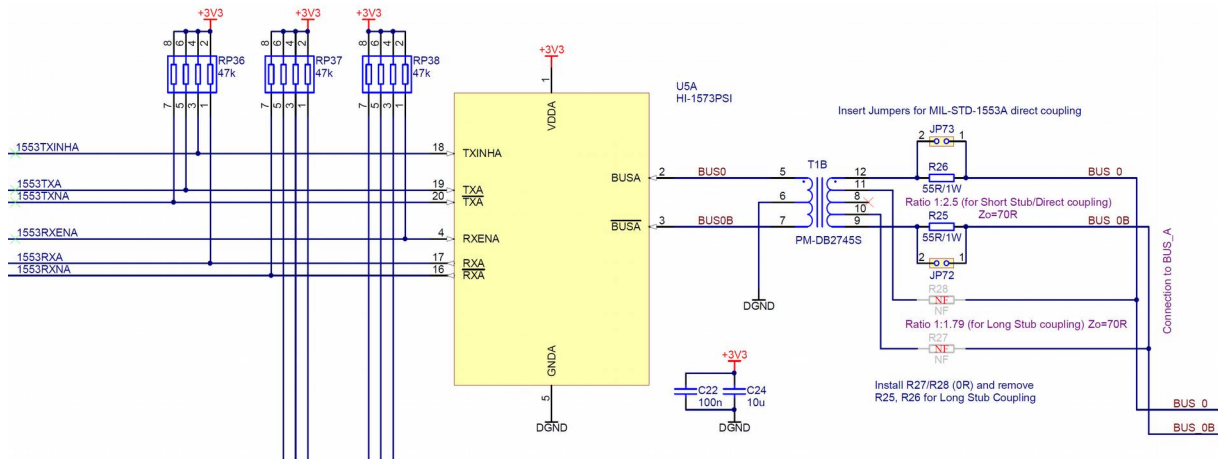 +3V3
+3V3
+3V3
8
6
4
2
RP36
47k
7
5
3
1
8
6
4
2
RP37
47k
7
5
3
1
8
6
4
2
RP38
47k
7
5
3
1
+3V3
1
VDDA
U5A
HI-1573PSI
1553TXINHA
18
TXINHA
1553TXA
19
TXA
1553TXNA
20
TXA
1553RXENA
4
RXENA
1553RXA
17
RXA
1553RXNA
16
RXA
BUSA
2
BUS0
BUSA
3
BUS0B
GNDA
5
DGND
Insert Jumpers for MIL-STD-1553A direct coupling
JP73
2
1
T1B
5
6
7
12
11
8
10
9
PM-DB2745S
DGND
R26
55R/1W
BUS_0
Ratio 1:2.5 (for Short Stub/Direct coupling)
Zo=70R
R25
55R/1W
BUS_0B
2
1
JP72
R28
NF
NF
Ratio 1:1.79 (for Long Stub coupling) Zo=70R
R27
NF
NF
Connection to BUS_A
+3V3
C22
100n
C24
10u
DGND
Install R27/R28 (0R) and remove
R25, R26 for Long Stub Coupling
BUS_0
BUS_0B